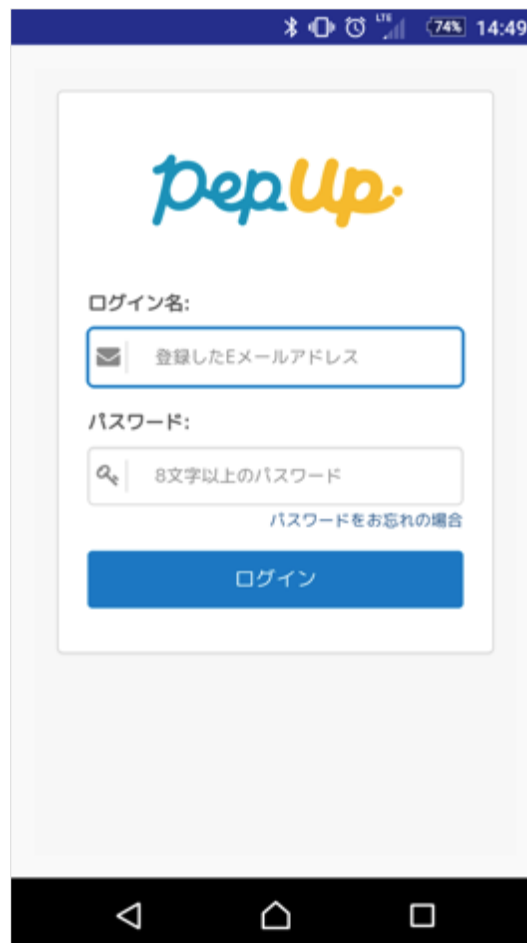 LTE
74% 14:49
PepUp
ログイン名:
登録したEメールアドレス
パスワード:
8文字以上のパスワード
パスワードをお忘れの場合
ログイン